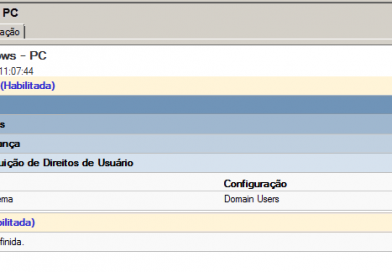 PC
ação
ows - PC
11:07:44
(Habilitada)
s
ança
uição de Direitos de Usuário
Configuração
ema Domain Users
ilitada)
finida.